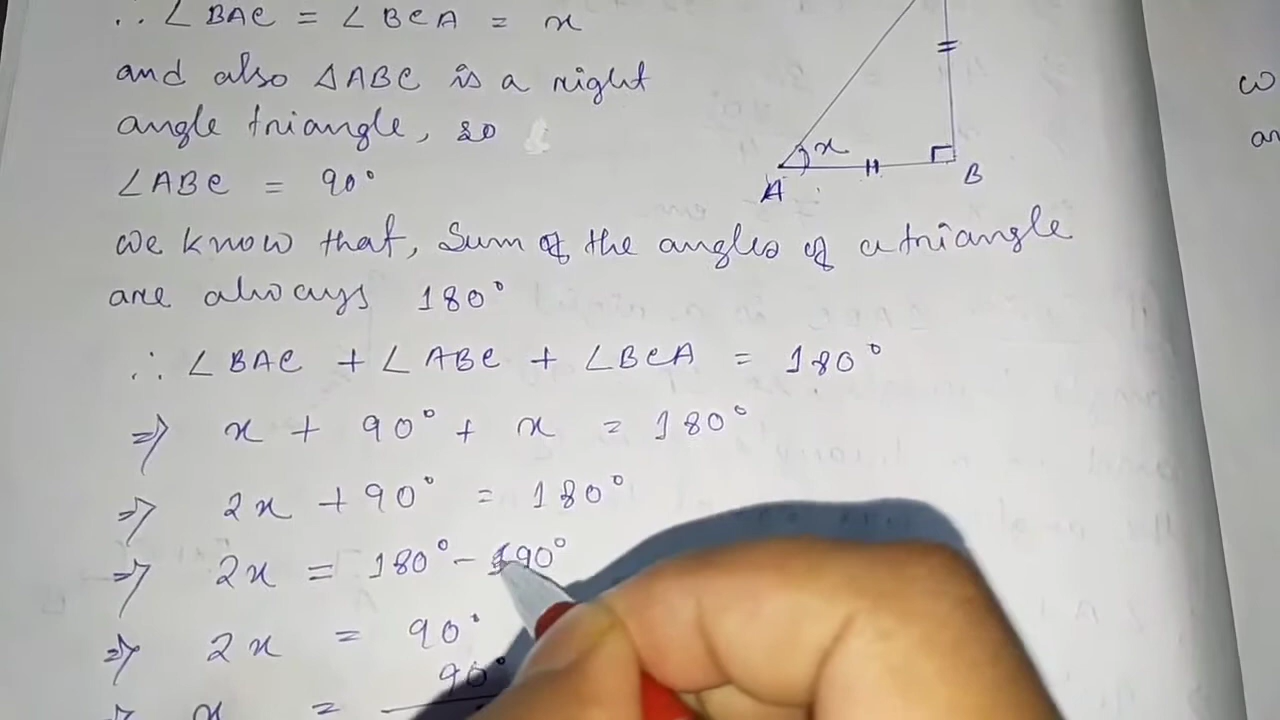 ∴ ∠BAC = ∠BCA = x
and also △ABC is a right
angle triangle, so
∠ABC = 90°
we know that, Sum of the angles of a triangle
are always 180°
∴ ∠BAC + ∠ABC + ∠BCA = 180°
⇒ x + 90° + x = 180°
⇒ 2x + 90° = 180°
⇒ 2x = 180° - 90°
⇒ 2x = 90°
⇒ x = 90°
x
A
B
w
an